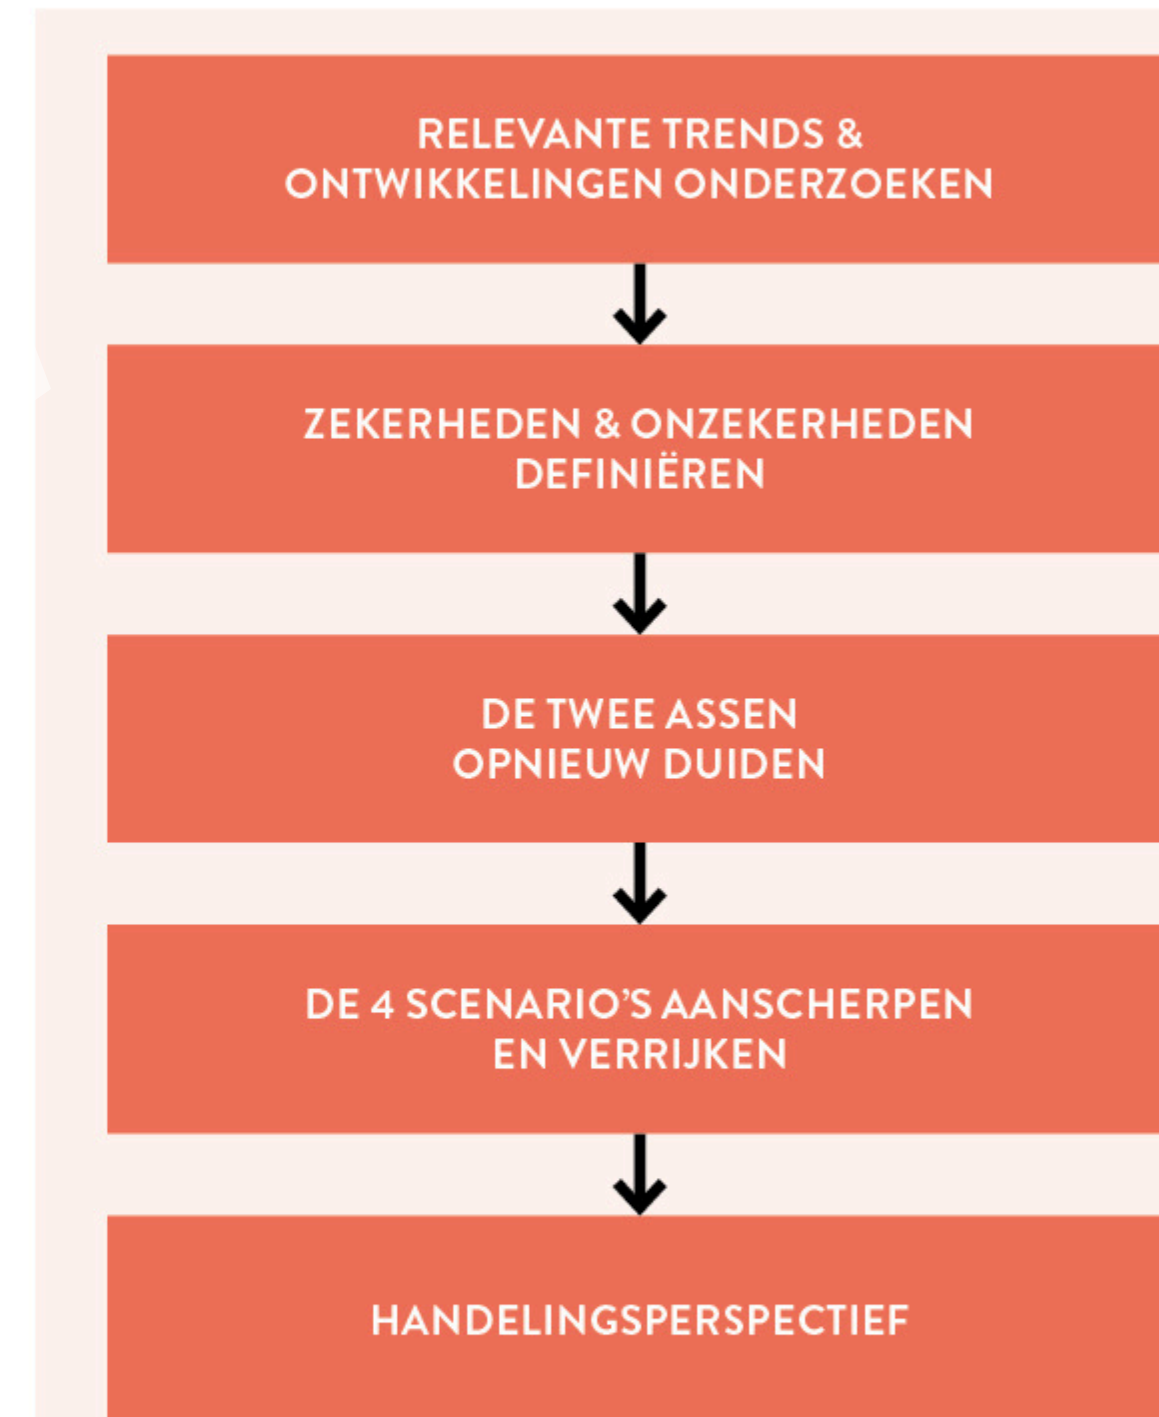 RELEVANTE TRENDS &
ONTWIKKELINGEN ONDERZOEKEN
ZEKERHEDEN & ONZEKERHEDEN
DEFINIËREN
DE TWEE ASSEN
OPNIEUW DUIDEN
DE 4 SCENARIO’S AANSCHERPEN
EN VERRIJKEN
HANDELINGSPERSPECTIEF